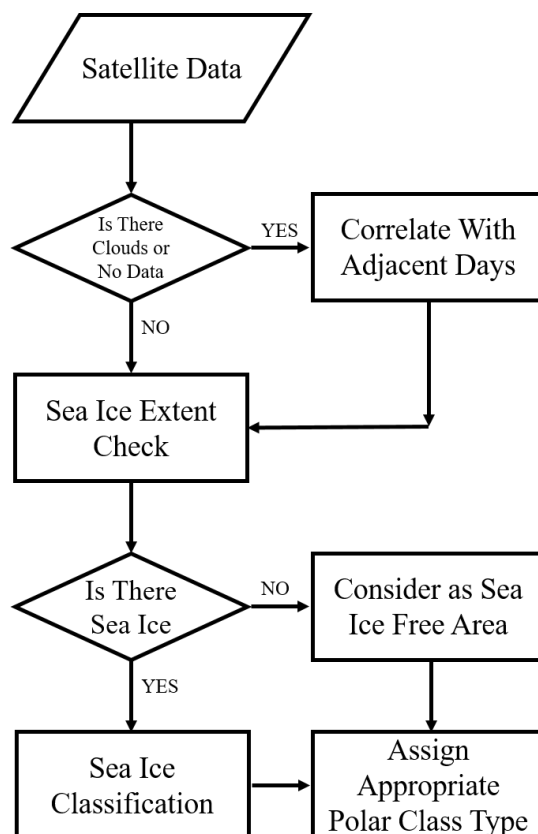 Satellite Data
Is There
Clouds or
No Data
YES
Correlate With
Adjacent Days
NO
Sea Ice Extent
Check
Is There
Sea Ice
NO
Consider as Sea
Ice Free Area
YES
Sea Ice
Classification
Assign
Appropriate
Polar Class Type